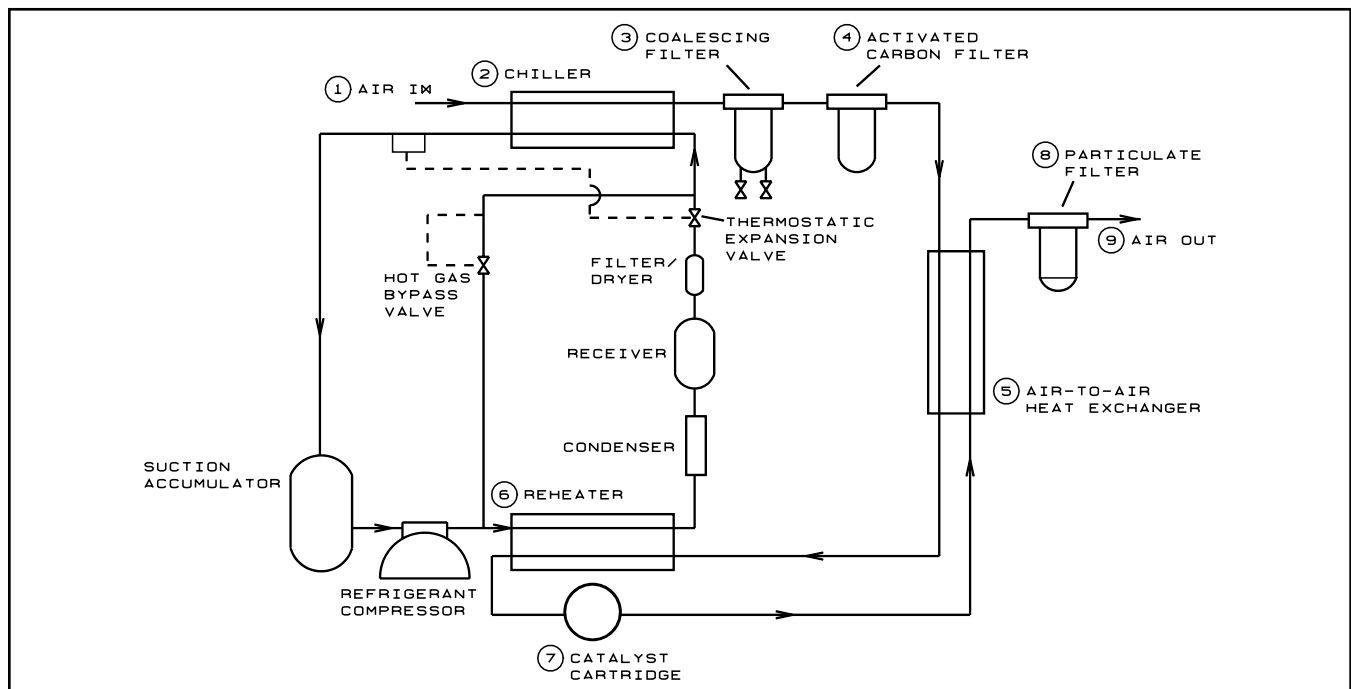 3 COALESCING
FILTER
4 ACTIVATED
CARBON FILTER
2 CHILLER
1 AIR IN
8 PARTICULATE
FILTER
THERMOSTATIC
EXPANSION
VALVE
9 AIR OUT
FILTER/
DRYER
HOT GAS
BYPASS
VALVE
RECEIVER
5 AIR-TO-AIR
HEAT EXCHANGER
CONDENSER
SUCTION
ACCUMULATOR
6 REHEATER
REFRIGERANT
COMPRESSOR
7 CATALYST
CARTRIDGE